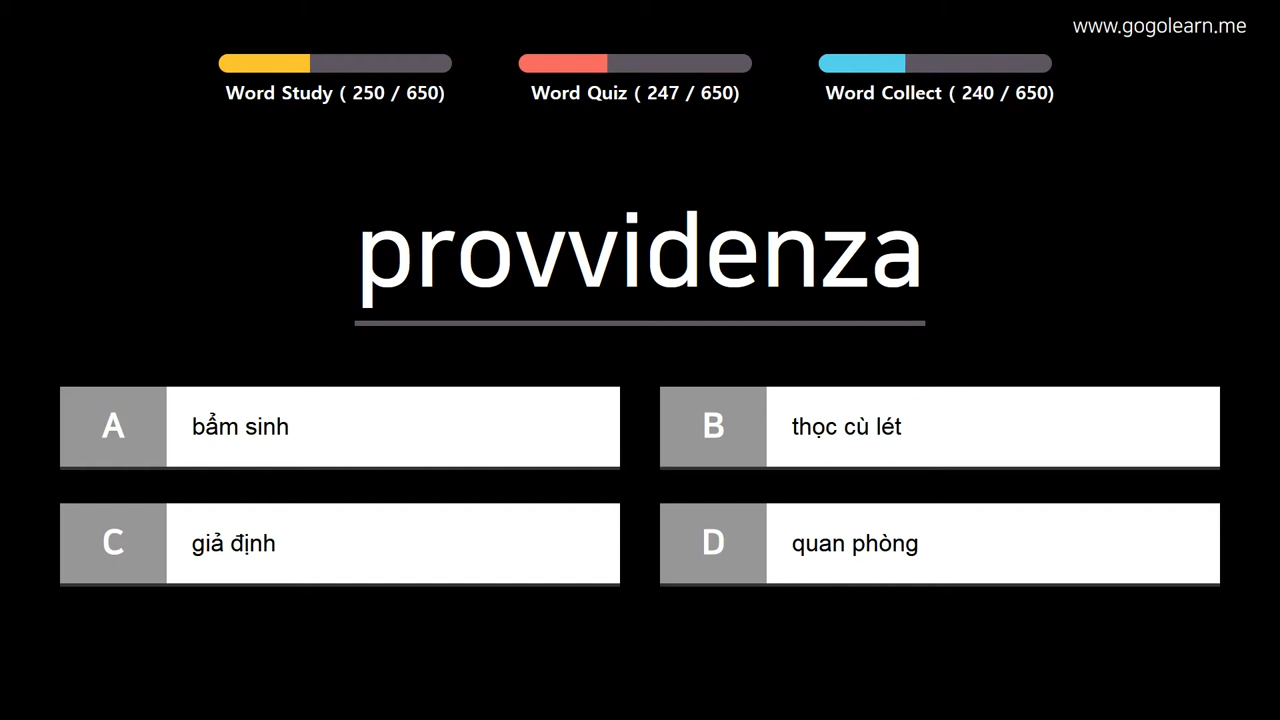 www.gogolearn.me
Word Study ( 250 / 650)
Word Quiz ( 247 / 650)
Word Collect ( 240 / 650)
provvidenza
A bẩm sinh
B thọc cù lét
C giả định
D quan phòng